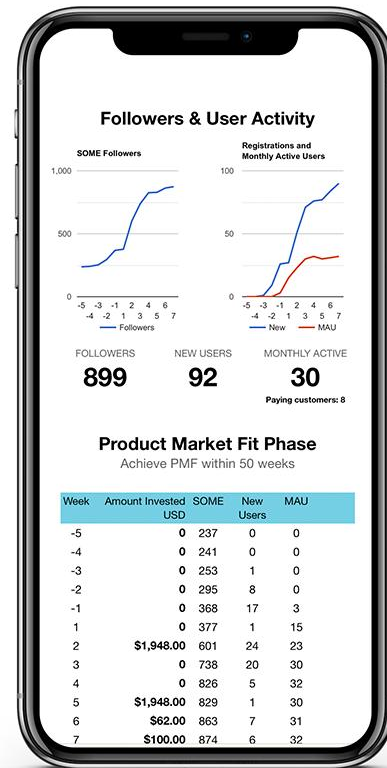 Followers & User Activity
SOME Followers
1,000
500
0
-5 -3 -1 2 4 6
-4 -2 1 3 5 7
Followers
Registrations and
Monthly Active Users
100
50
0
-5 -3 -1 2 4 6
-4 -2 1 3 5 7
New MAU
FOLLOWERS NEW USERS MONTHLY ACTIVE
899 92 30
Paying customers: 8
Product Market Fit Phase
Achieve PMF within 50 weeks
Week Amount Invested SOME New MAU
USD Users
-5 0 237 0 0
-4 0 241 0 0
-3 0 253 1 0
-2 0 295 8 0
-1 0 368 17 3
1 0 377 1 15
2 $1,948.00 601 24 23
3 0 738 20 30
4 0 826 5 32
5 $1,948.00 829 1 30
6 $62.00 863 7 31
7 $100.00 874 6 32